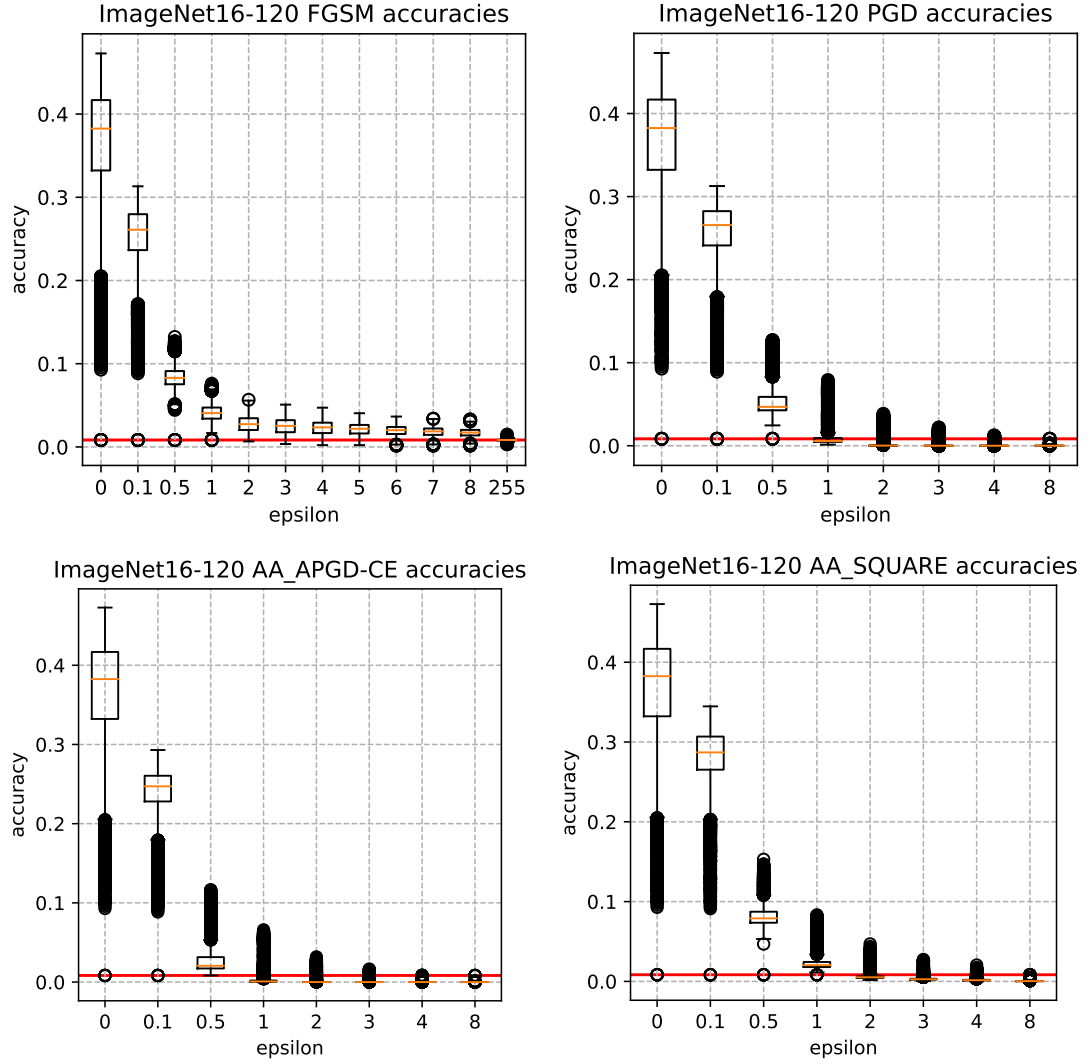 ImageNet16-120 FGSM accuracies
accuracy
0.4
0.3
0.2
0.1
0.0
0 0.1 0.5 1 2 3 4 5 6 7 8 255
epsilon
ImageNet16-120 PGD accuracies
accuracy
0.4
0.3
0.2
0.1
0.0
0 0.1 0.5 1 2 3 4 8
epsilon
ImageNet16-120 AA_APGD-CE accuracies
accuracy
0.4
0.3
0.2
0.1
0.0
0 0.1 0.5 1 2 3 4 8
epsilon
ImageNet16-120 AA_SQUARE accuracies
accuracy
0.4
0.3
0.2
0.1
0.0
0 0.1 0.5 1 2 3 4 8
epsilon